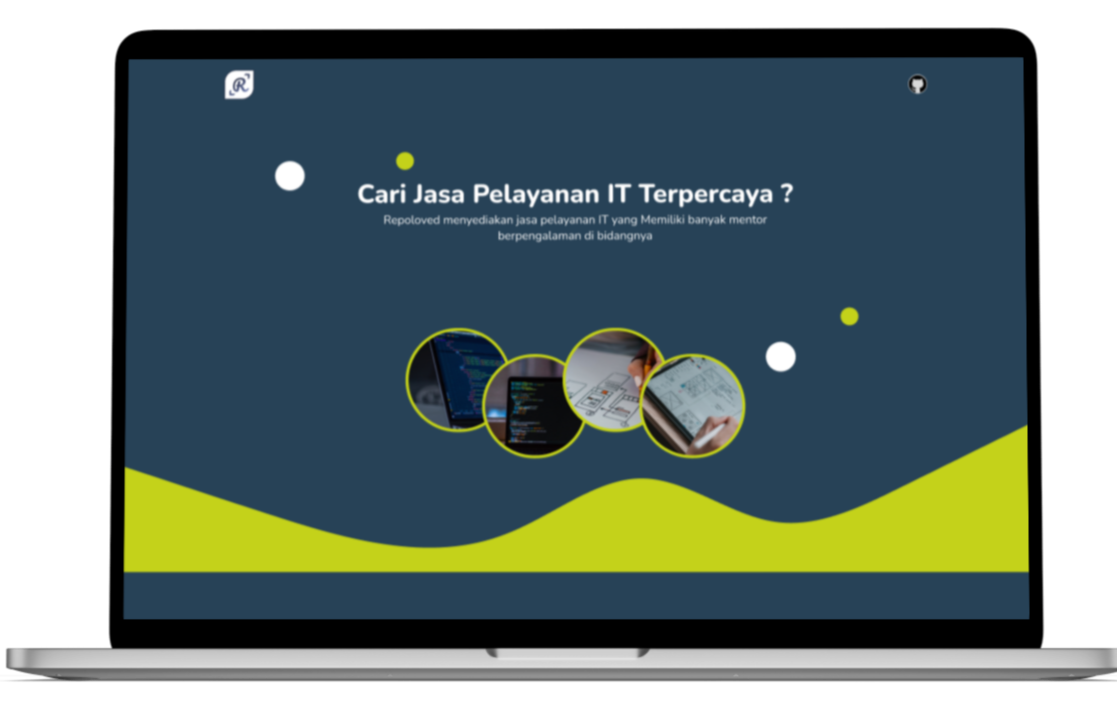 R
Cari Jasa Pelayanan IT Terpercaya ?
Repoloved menyediakan jasa pelayanan IT yang Memiliki banyak mentor
berpengalaman di bidangnya